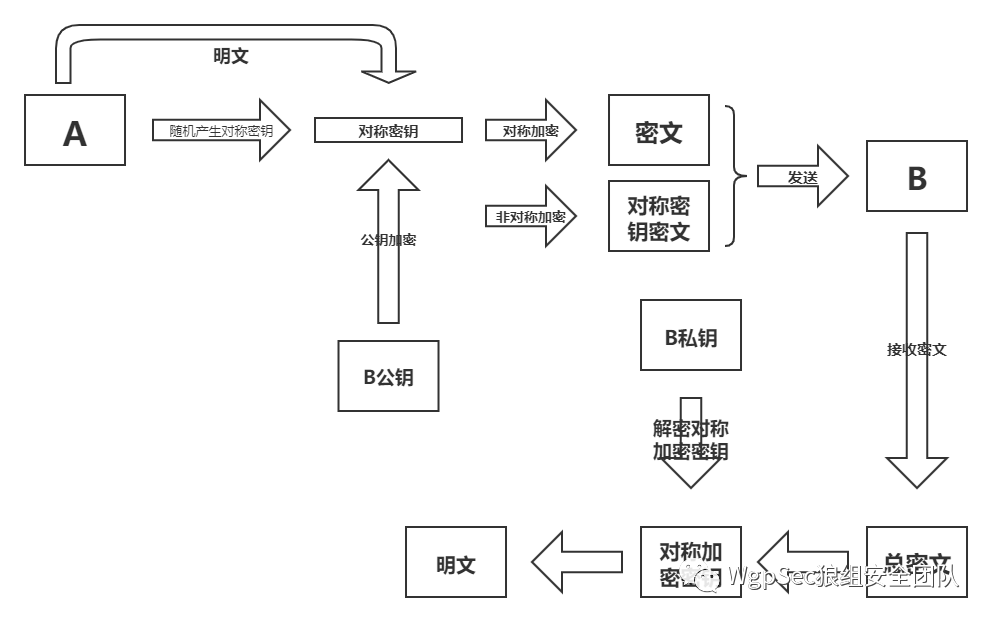 明文
A
随机产生对称密钥
对称密钥
对称加密
密文
非对称加密
对称密
钥密文
发送
B
公钥加密
B公钥
B私钥
接收密文
解密对称
加密密钥
明文
对称加
密密钥
总密文
WgpSec狼组安全团队